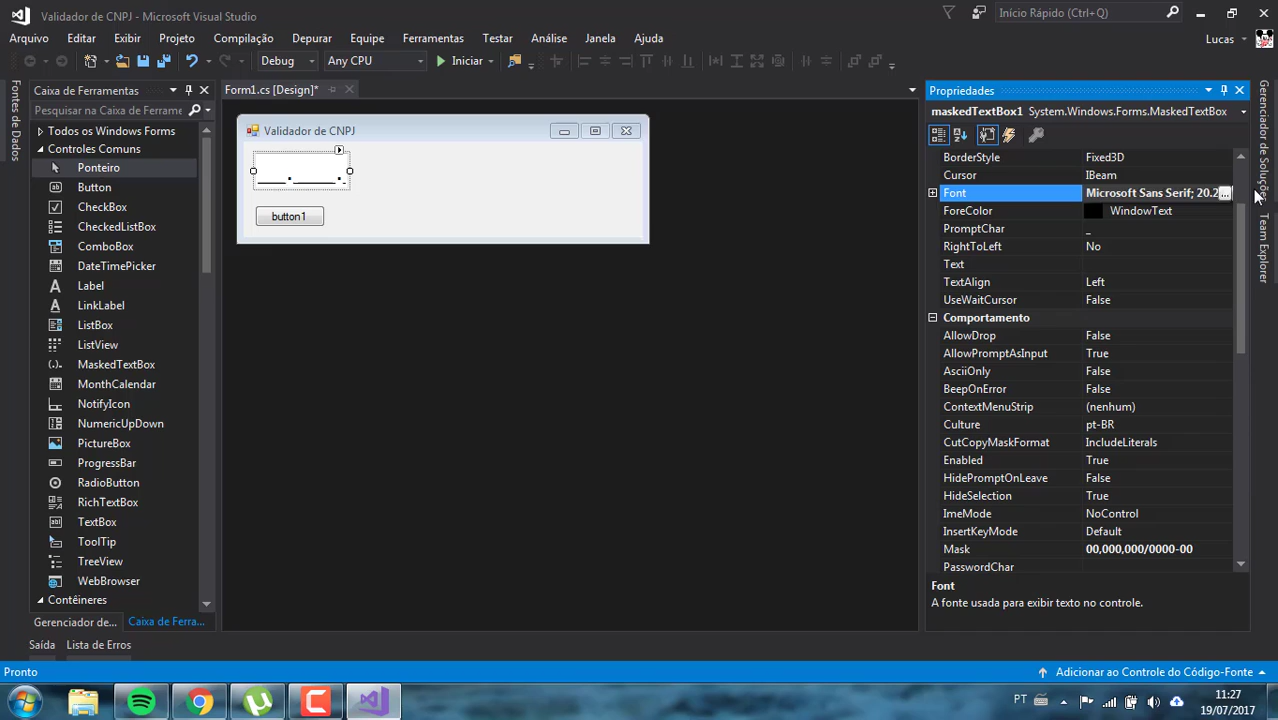 Validador de CNPJ - Microsoft Visual Studio
Início Rápido (Ctrl+Q)
Arquivo Editar Exibir Projeto Compilação Depurar Equipe Ferramentas Testar Análise Janela Ajuda
Lucas
Debug Any CPU Iniciar
Fontes de Dados
Caixa de Ferramentas
Pesquisar na Caixa de Ferrame
Todos os Windows Forms
Controles Comuns
Ponteiro
Button
CheckBox
CheckedListBox
ComboBox
DateTimePicker
Label
LinkLabel
ListBox
ListView
MaskedTextBox
MonthCalendar
NotifyIcon
NumericUpDown
PictureBox
ProgressBar
RadioButton
RichTextBox
TextBox
ToolTip
TreeView
WebBrowser
Contêineres
Gerenciador de... Caixa de Ferra...
Saída Lista de Erros
Form1.cs [Design]*
Validador de CNPJ
__.___._
button1
Propriedades
maskedTextBox1 System.Windows.Forms.MaskedTextBox
BorderStyle Fixed3D
Cursor IBeam
Font Microsoft Sans Serif; 20.2 ...
ForeColor WindowText
PromptChar _
RightToLeft No
Text
TextAlign Left
UseWaitCursor False
Comportamento
AllowDrop False
AllowPromptAsInput True
AsciiOnly False
BeepOnError False
ContextMenuStrip (nenhum)
Culture pt-BR
CutCopyMaskFormat IncludeLiterals
Enabled True
HidePromptOnLeave False
HideSelection True
ImeMode NoControl
InsertKeyMode Default
Mask 00,000,000/0000-00
PasswordChar
Font
A fonte usada para exibir texto no controle.
Gerenciador de Soluções
Team Explorer
Pronto
Adicionar ao Controle do Código-Fonte
PT
11:27
19/07/2017